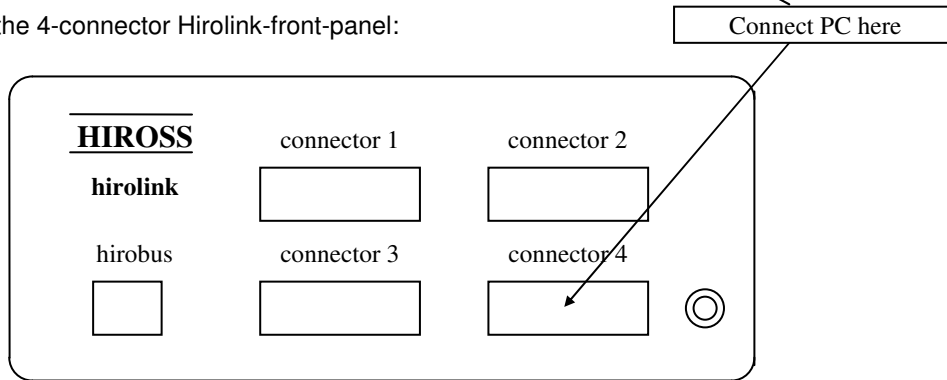 the 4-connector Hirolink-front-panel:
Connect PC here
HIROSS
connector 1
connector 2
hirolink
hirobus
connector 3
connector 4